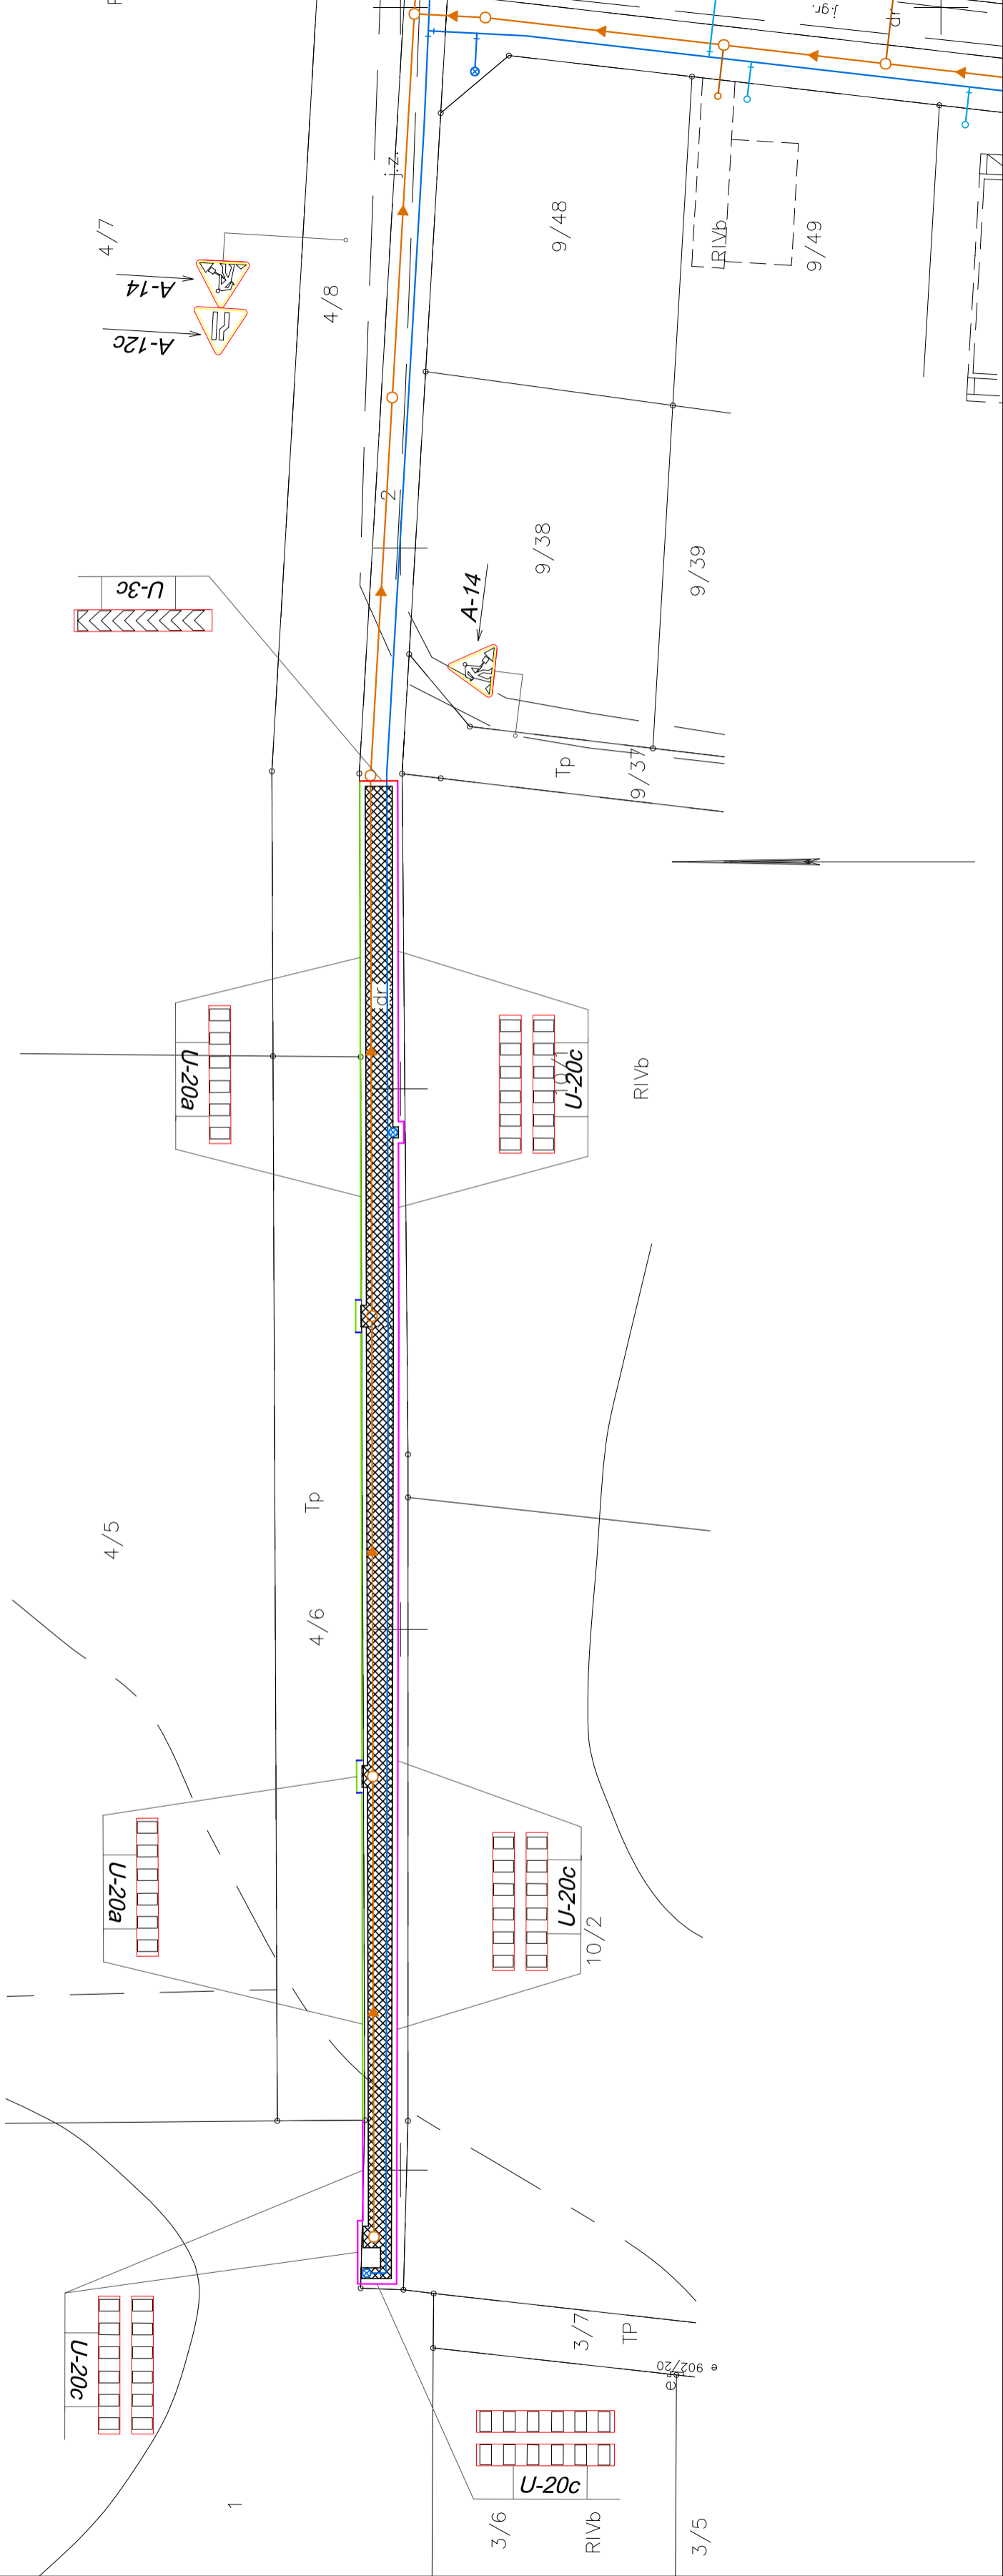 j.gr.
dr
j.z.
4/7
A-14
A-12c
4/8
9/48
RIVb
9/49
2
9/38
9/39
U-3c
A-14
Tp
9/37
dr
U-20a
U-20c
RIVb
Tp
4/5
4/6
U-20a
U-20c
10/2
3/7
TP
e 902/20
e
U-20c
U-20c
1
3/6
RIVb
3/5